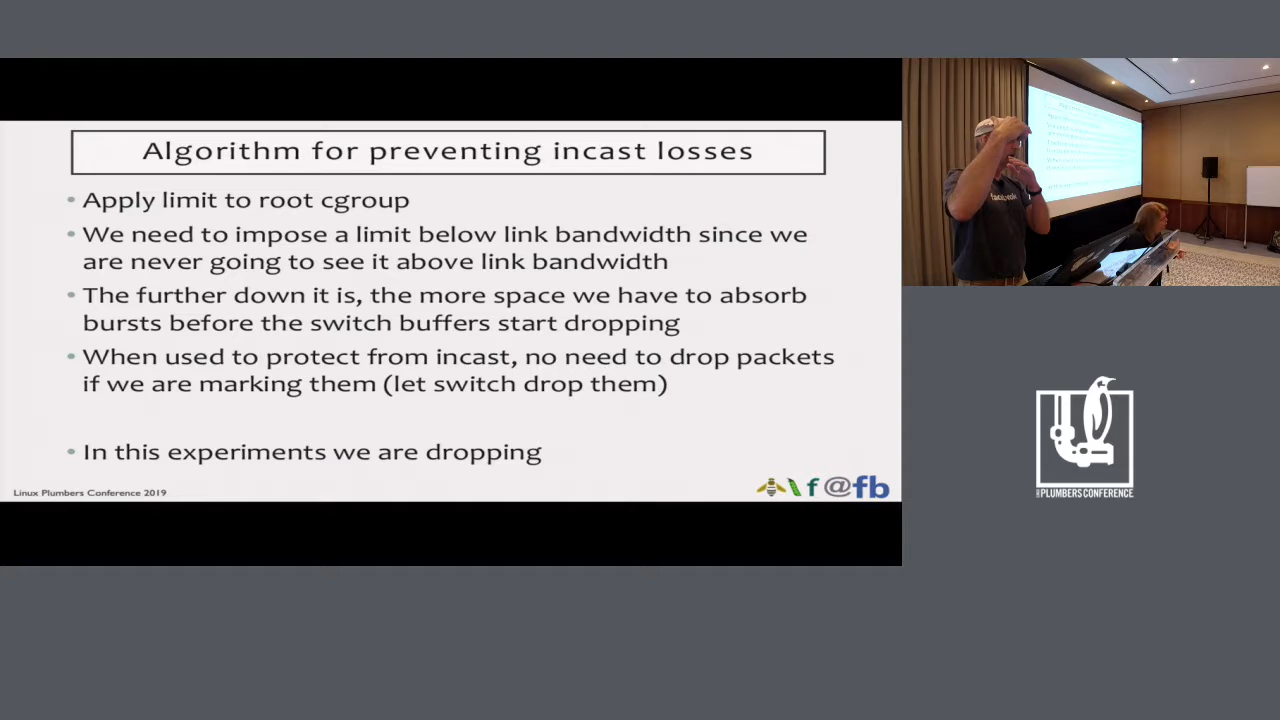 Algorithm for preventing incast losses
• Apply limit to root cgroup
• We need to impose a limit below link bandwidth since we
are never going to see it above link bandwidth
• The further down it is, the more space we have to absorb
bursts before the switch buffers start dropping
• When used to protect from incast, no need to drop packets
if we are marking them (let switch drop them)
• In this experiments we are dropping
Linux Plumbers Conference 2019
f @fb
facebook
PLUMBERS CONFERENCE